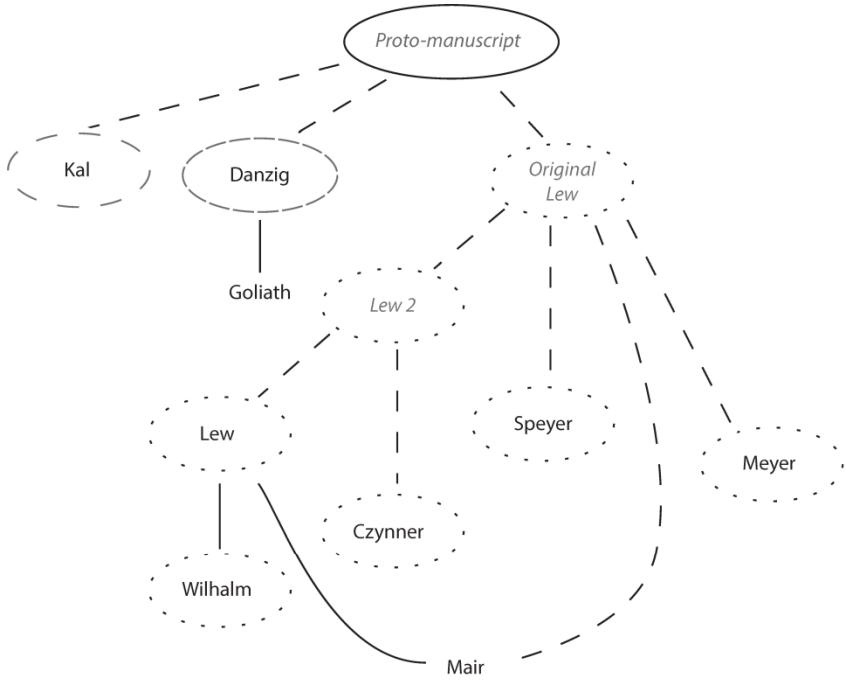 Proto-manuscript
Kal
Danzig
Original
Lew
Goliath
Lew 2
Lew
Speyer
Meyer
Czynner
Wilhalm
Mair